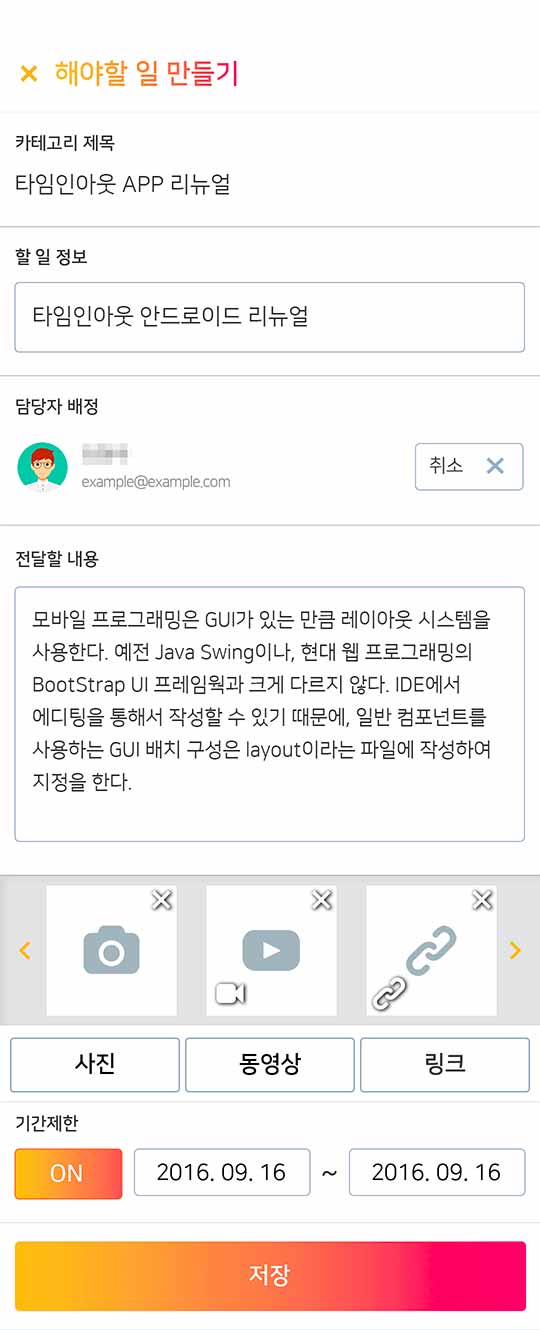 해야할 일 만들기
카테고리 제목
타임인아웃 APP 리뉴얼
할 일 정보
타임인아웃 안드로이드 리뉴얼
담당자 배정
example@example.com
취소
전달할 내용
모바일 프로그래밍은 GUI가 있는 만큼 레이아웃 시스템을
사용한다. 예전 Java Swing이나, 현대 웹 프로그래밍의
BootStrap UI 프레임웍과 크게 다르지 않다. IDE에서
에디팅을 통해서 작성할 수 있기 때문에, 일반 컴포넌트를
사용하는 GUI 배치 구성은 layout이라는 파일에 작성하여
지정을 한다.
사진 동영상 링크
기간제한
ON 2016. 09. 16 ~ 2016. 09. 16
저장